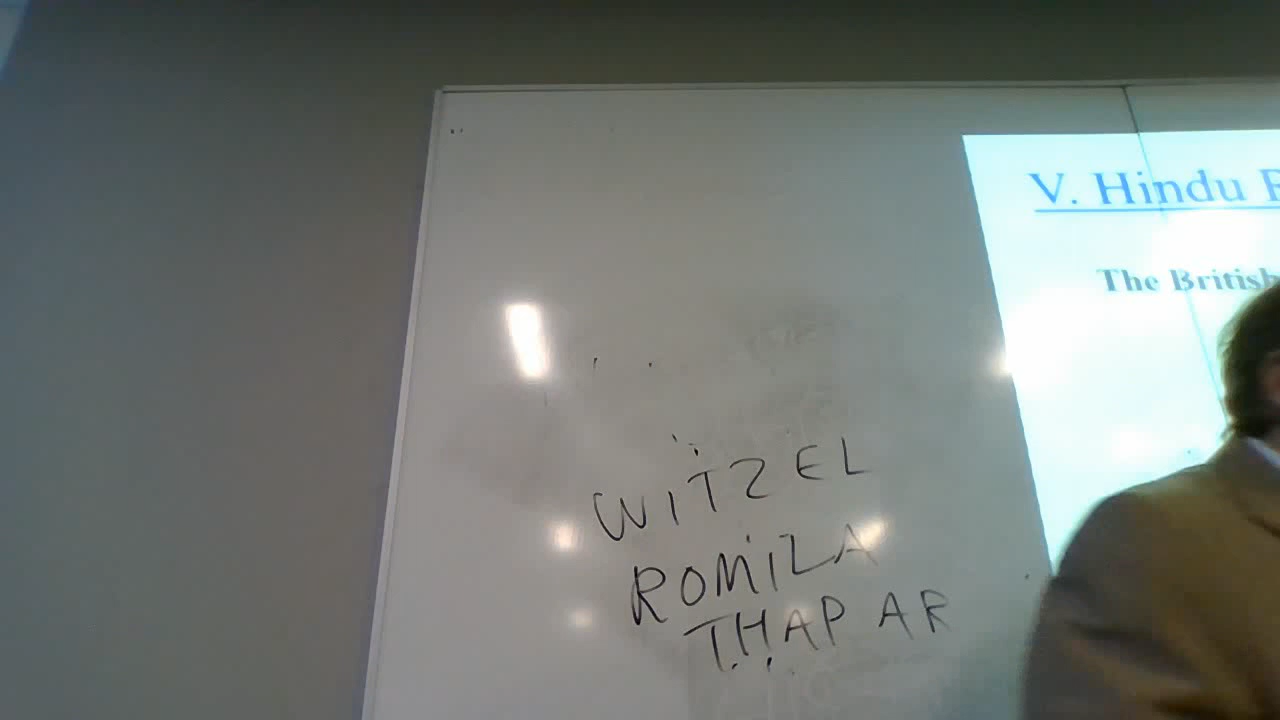 V. Hindu
The British
WITZEL
ROMILA
THAPAR